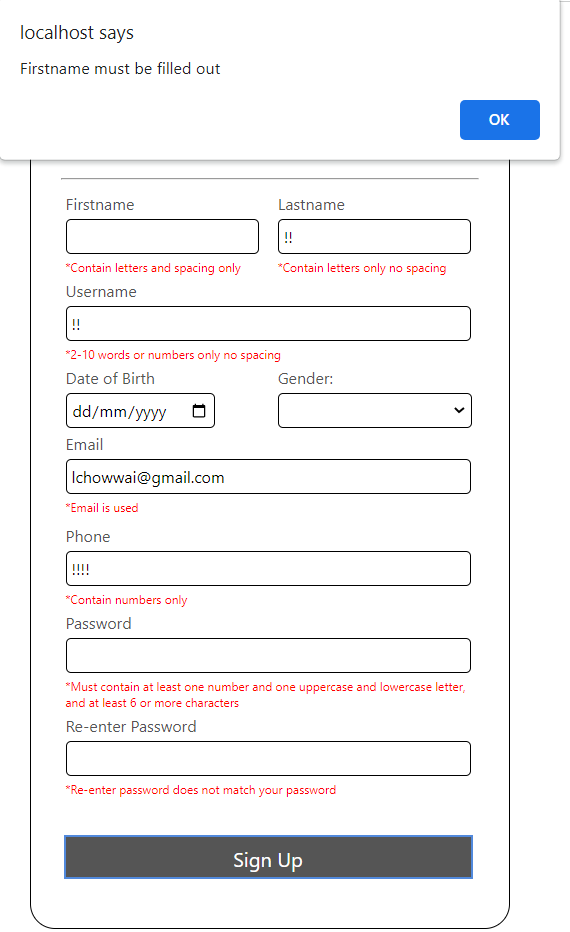 localhost says
Firstname must be filled out
OK
Firstname Lastname
!!
*Contain letters and spacing only *Contain letters only no spacing
Username
!!
*2-10 words or numbers only no spacing
Date of Birth Gender:
dd/mm/yyyy
Email
lchowwai@gmail.com
*Email is used
Phone
!!!!
*Contain numbers only
Password
*Must contain at least one number and one uppercase and lowercase letter,
and at least 6 or more characters
Re-enter Password
*Re-enter password does not match your password
Sign Up